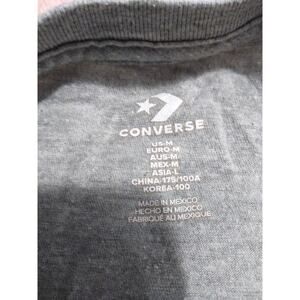 CONVERSE
US-M
EURO-M
AUS-M
MEX-M
ASIA-L
CHINA-175/100A
KOREA-100
MADE IN MEXICO
HECHO EN MEXICO
FABRIQUÉ AU MEXIQUE